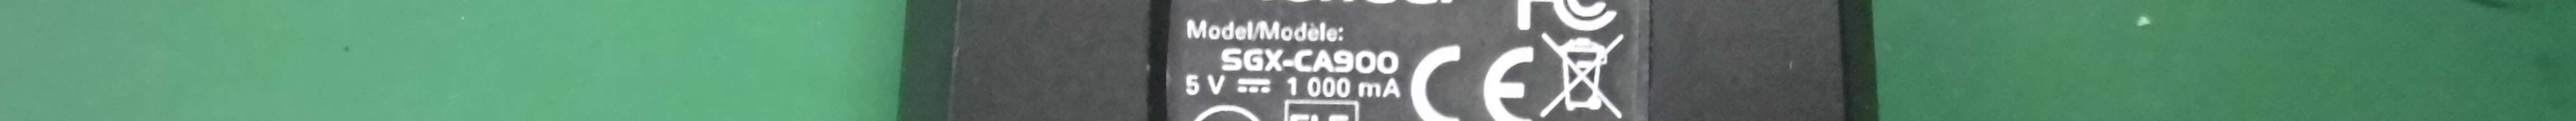 Model/Modèle:
SGX-CA900
5 V ⎓ 1 000 mA